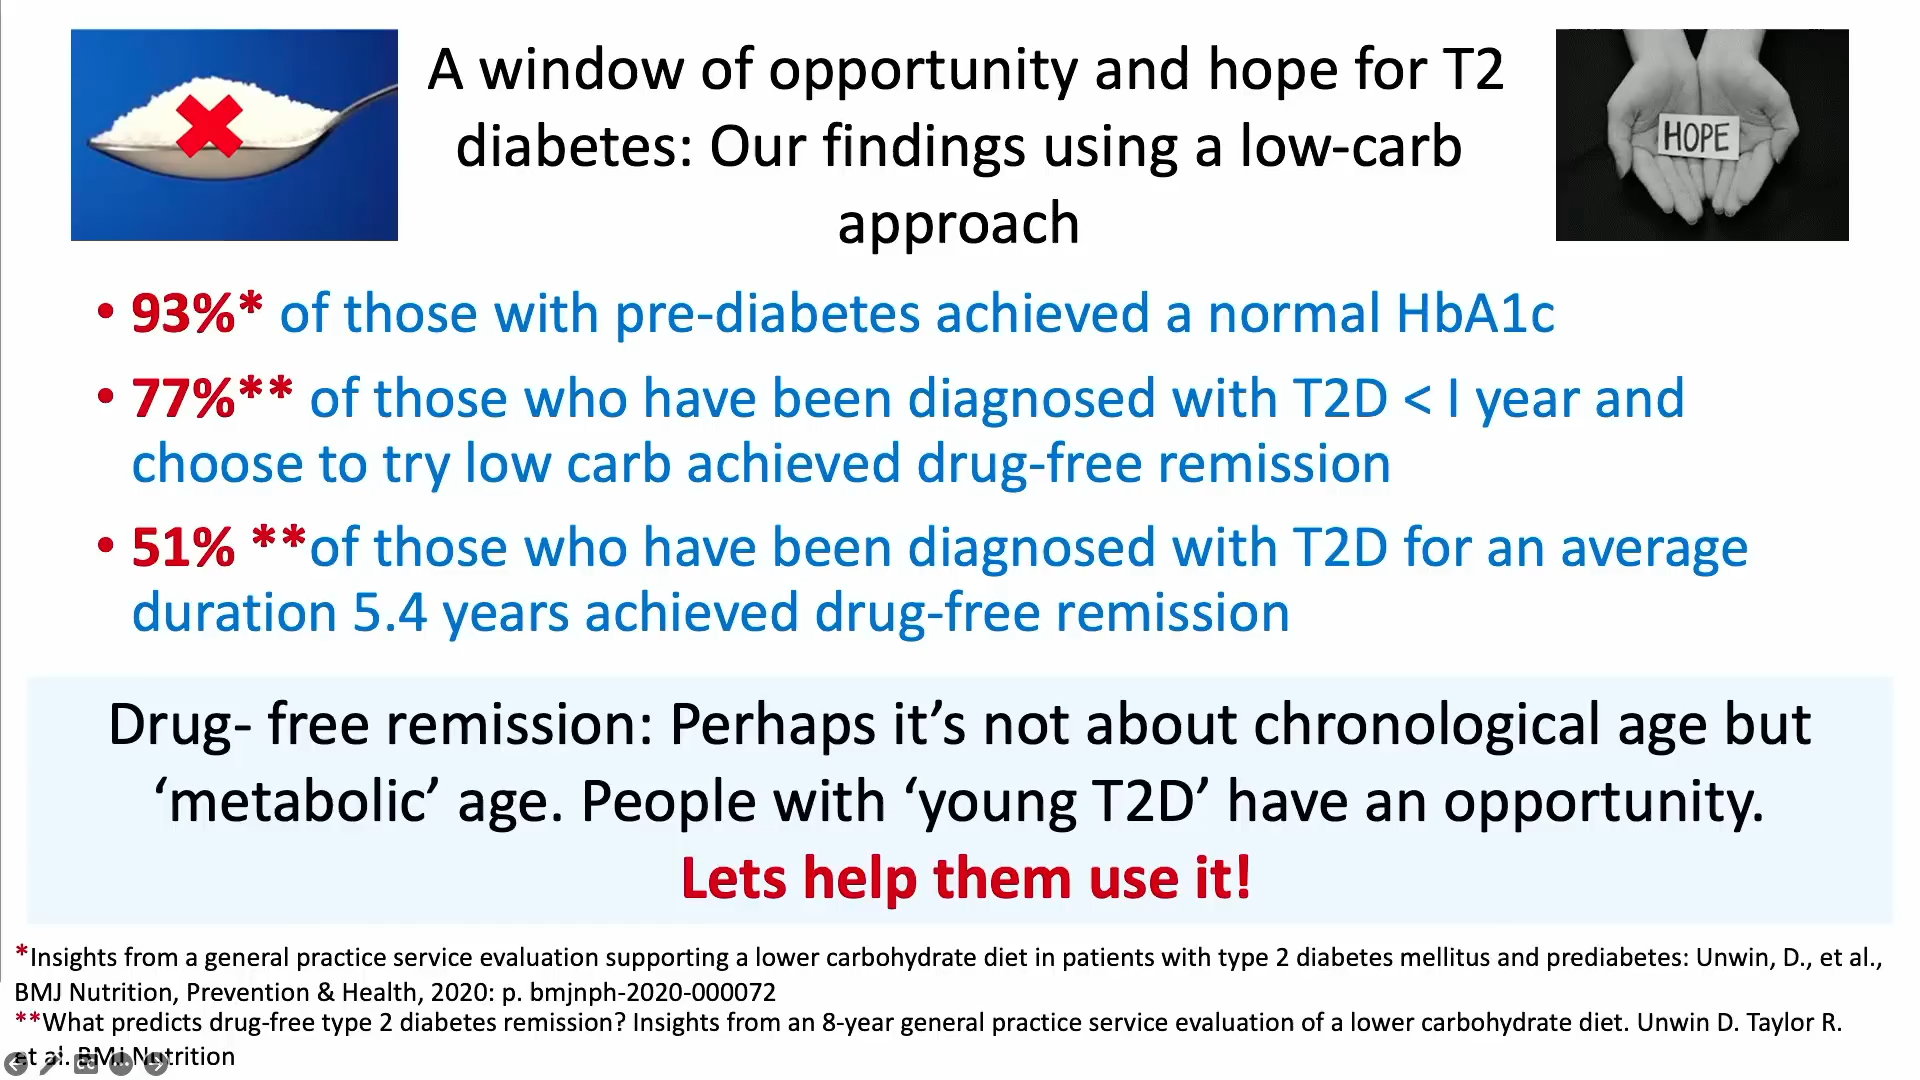 A window of opportunity and hope for T2
diabetes: Our findings using a low-carb
approach
HOPE
• 93%* of those with pre-diabetes achieved a normal HbA1c
• 77%** of those who have been diagnosed with T2D < I year and
choose to try low carb achieved drug-free remission
• 51% **of those who have been diagnosed with T2D for an average
duration 5.4 years achieved drug-free remission
Drug- free remission: Perhaps it’s not about chronological age but
‘metabolic’ age. People with ‘young T2D’ have an opportunity.
Lets help them use it!
*Insights from a general practice service evaluation supporting a lower carbohydrate diet in patients with type 2 diabetes mellitus and prediabetes: Unwin, D., et al.,
BMJ Nutrition, Prevention & Health, 2020: p. bmjnph-2020-000072
**What predicts drug-free type 2 diabetes remission? Insights from an 8-year general practice service evaluation of a lower carbohydrate diet. Unwin D. Taylor R.
et al. BMJ Nutrition